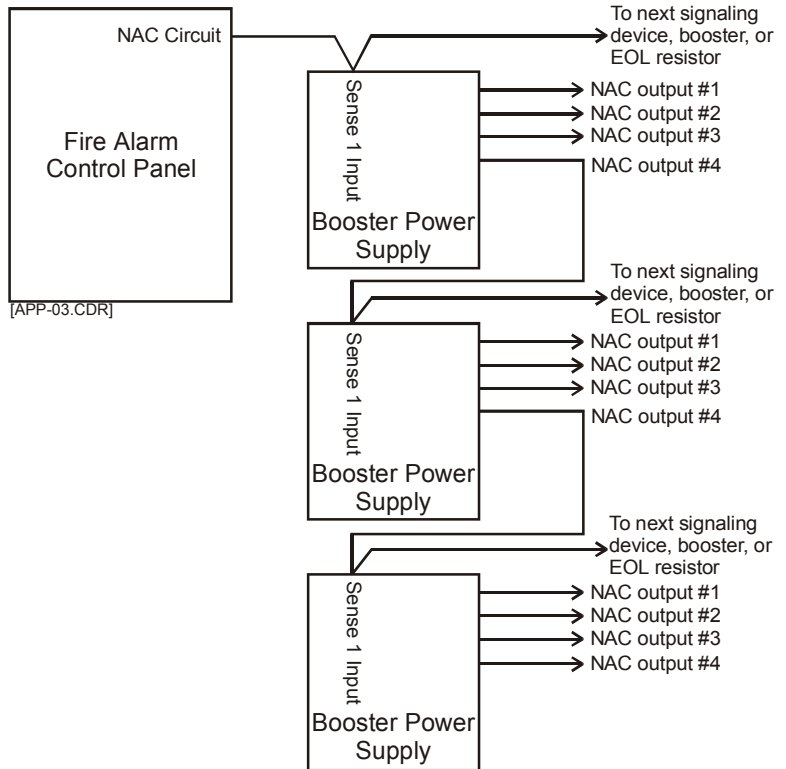 NAC Circuit
Fire Alarm
Control Panel
[APP-03.CDR]
To next signaling
device, booster, or
EOL resistor
Sense 1 Input
NAC output #1
NAC output #2
NAC output #3
NAC output #4
Booster Power
Supply
To next signaling
device, booster, or
EOL resistor
Sense 1 Input
NAC output #1
NAC output #2
NAC output #3
NAC output #4
Booster Power
Supply
To next signaling
device, booster, or
EOL resistor
Sense 1 Input
NAC output #1
NAC output #2
NAC output #3
NAC output #4
Booster Power
Supply